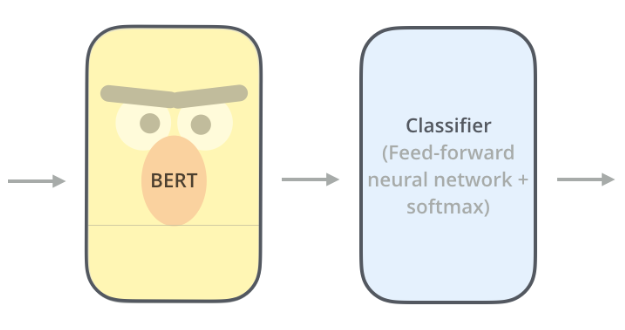 BERT
Classifier
(Feed-forward
neural network +
softmax)